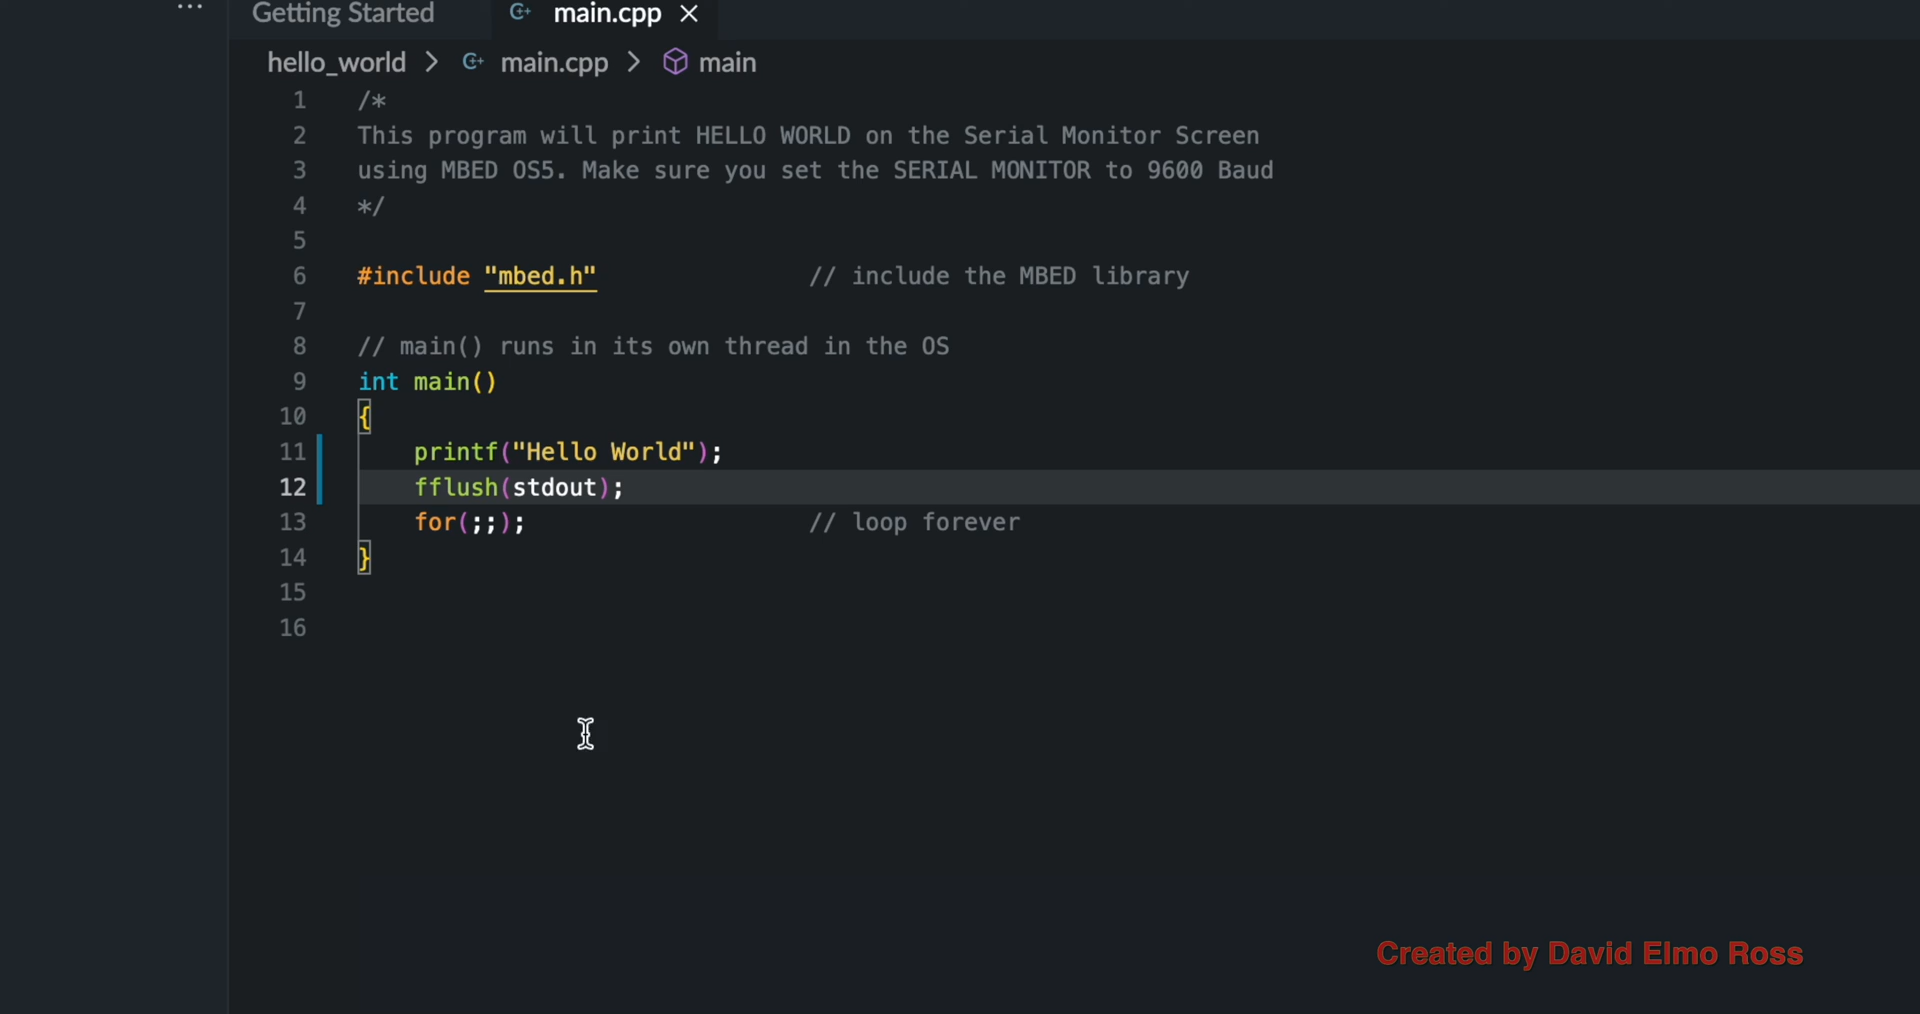 Getting Started main.cpp
hello_world > main.cpp > main
1 /*
2 This program will print HELLO WORLD on the Serial Monitor Screen
3 using MBED OS5. Make sure you set the SERIAL MONITOR to 9600 Baud
4 */
5
6 #include "mbed.h" // include the MBED library
7
8 // main() runs in its own thread in the OS
9 int main()
10 {
11 printf("Hello World");
12 fflush(stdout);
13 for(;;); // loop forever
14 }
15
16
Created by David Elmo Ross